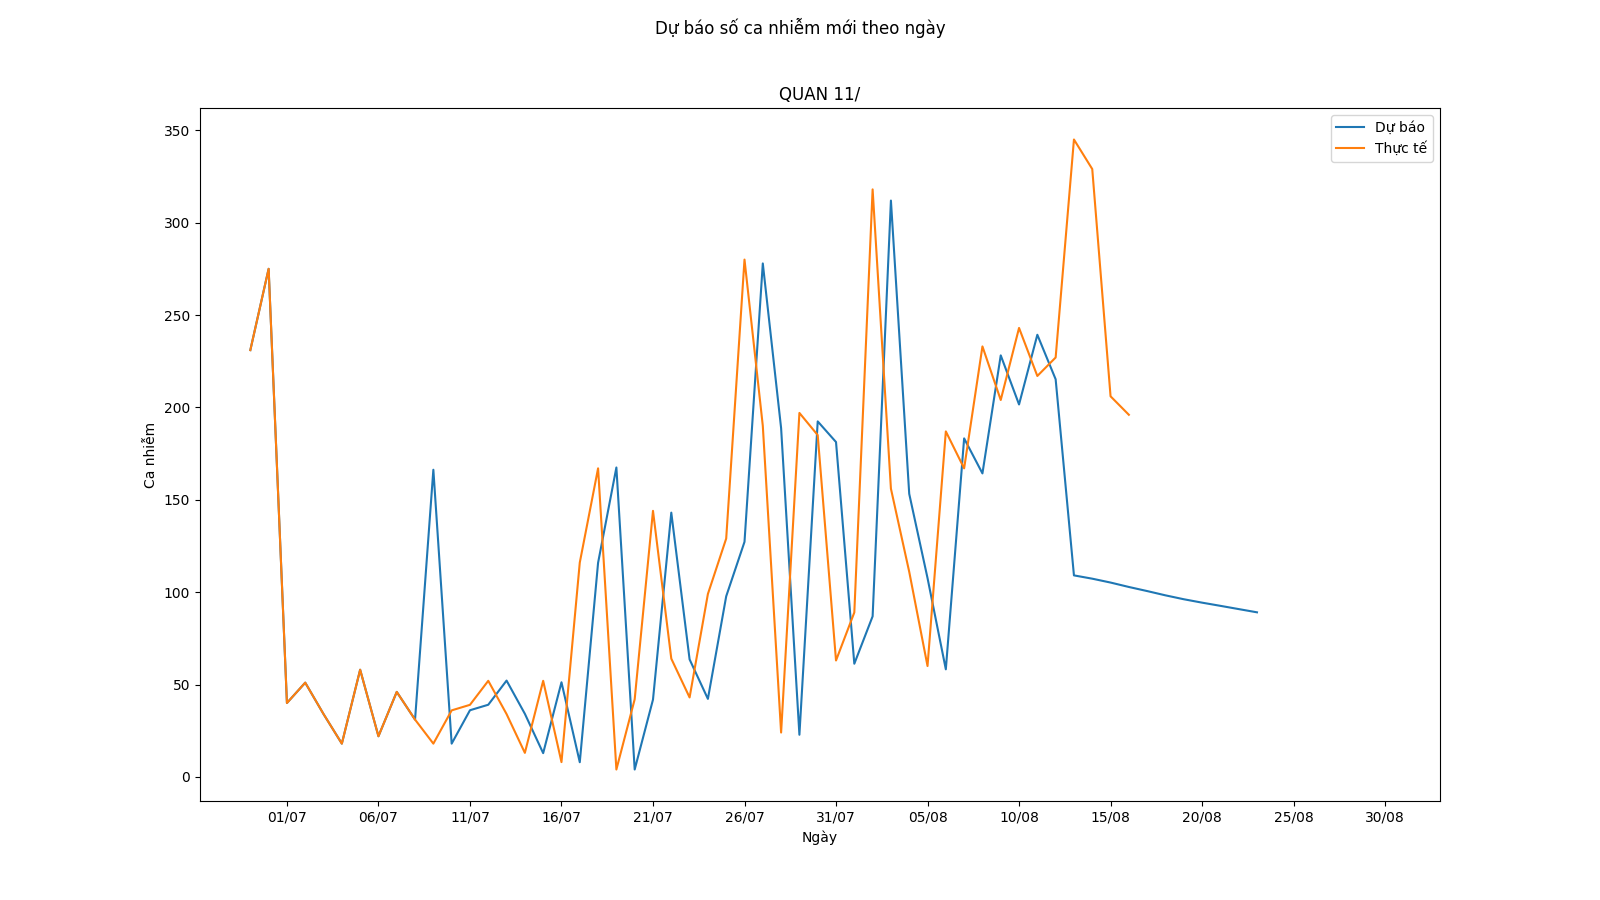 Dự báo số ca nhiễm mới theo ngày
QUAN 11/
Dự báo
Thực tế
350
300
250
200
150
100
50
0
Ca nhiễm
01/07 06/07 11/07 16/07 21/07 26/07 31/07 05/08 10/08 15/08 20/08 25/08 30/08
Ngày